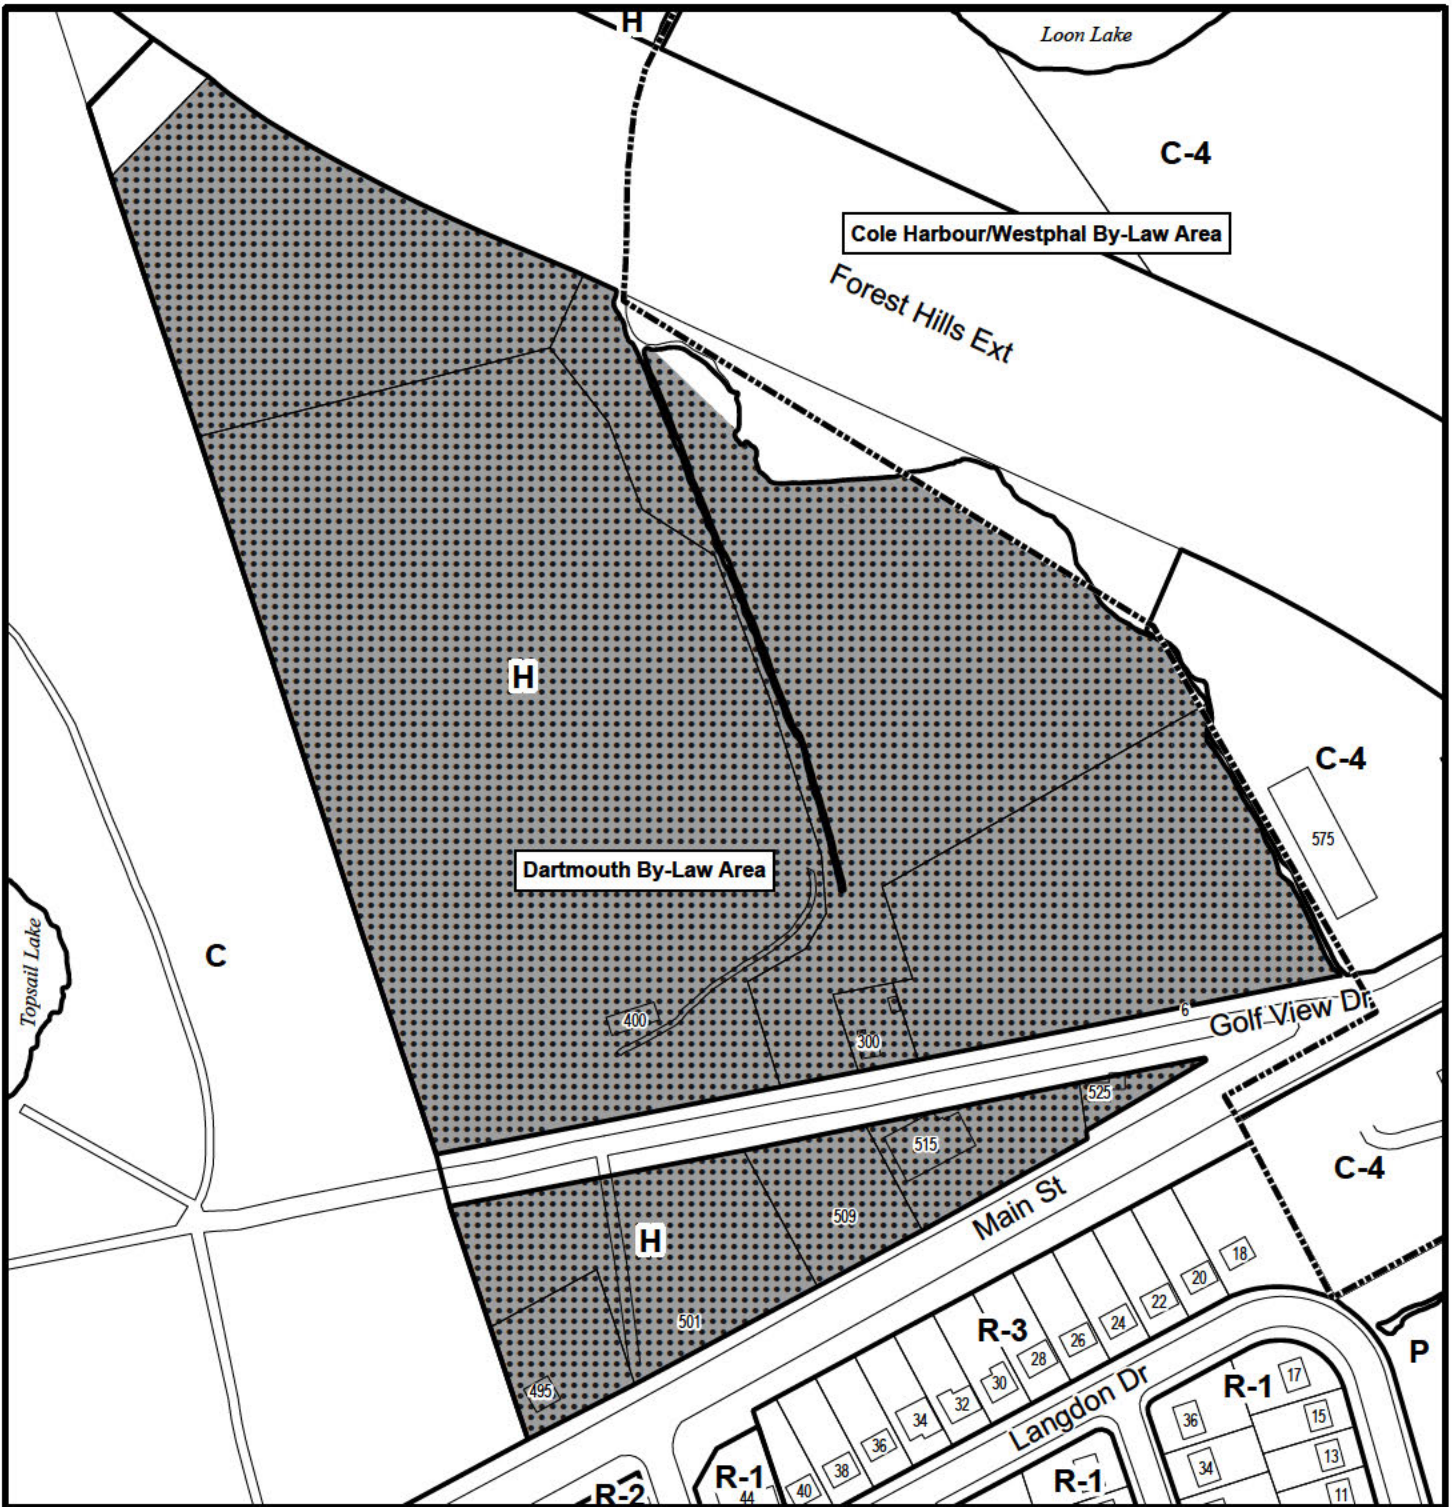 H
Loon Lake
C-4
Cole Harbour/Westphal By-Law Area
Forest Hills Ext
H
C-4
575
Dartmouth By-Law Area
Topsail Lake
C
400
300
6
Golf View Dr
525
515
C-4
Main St
509
H
501
495
18
20
22
24
26
28
30
32
34
36
38
40
R-3
Langdon Dr
P
R-1
17
15
13
11
36
34
R-1
R-1
44
R-2